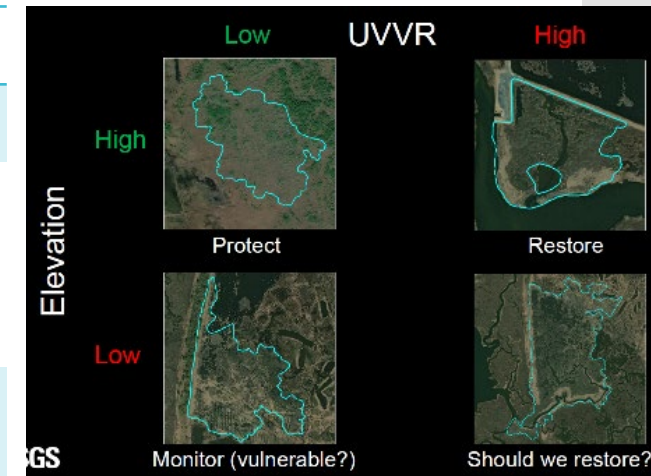 Low UVVR High
High
Elevation
Protect Restore
Low
GS
Monitor (vulnerable?) Should we restore?